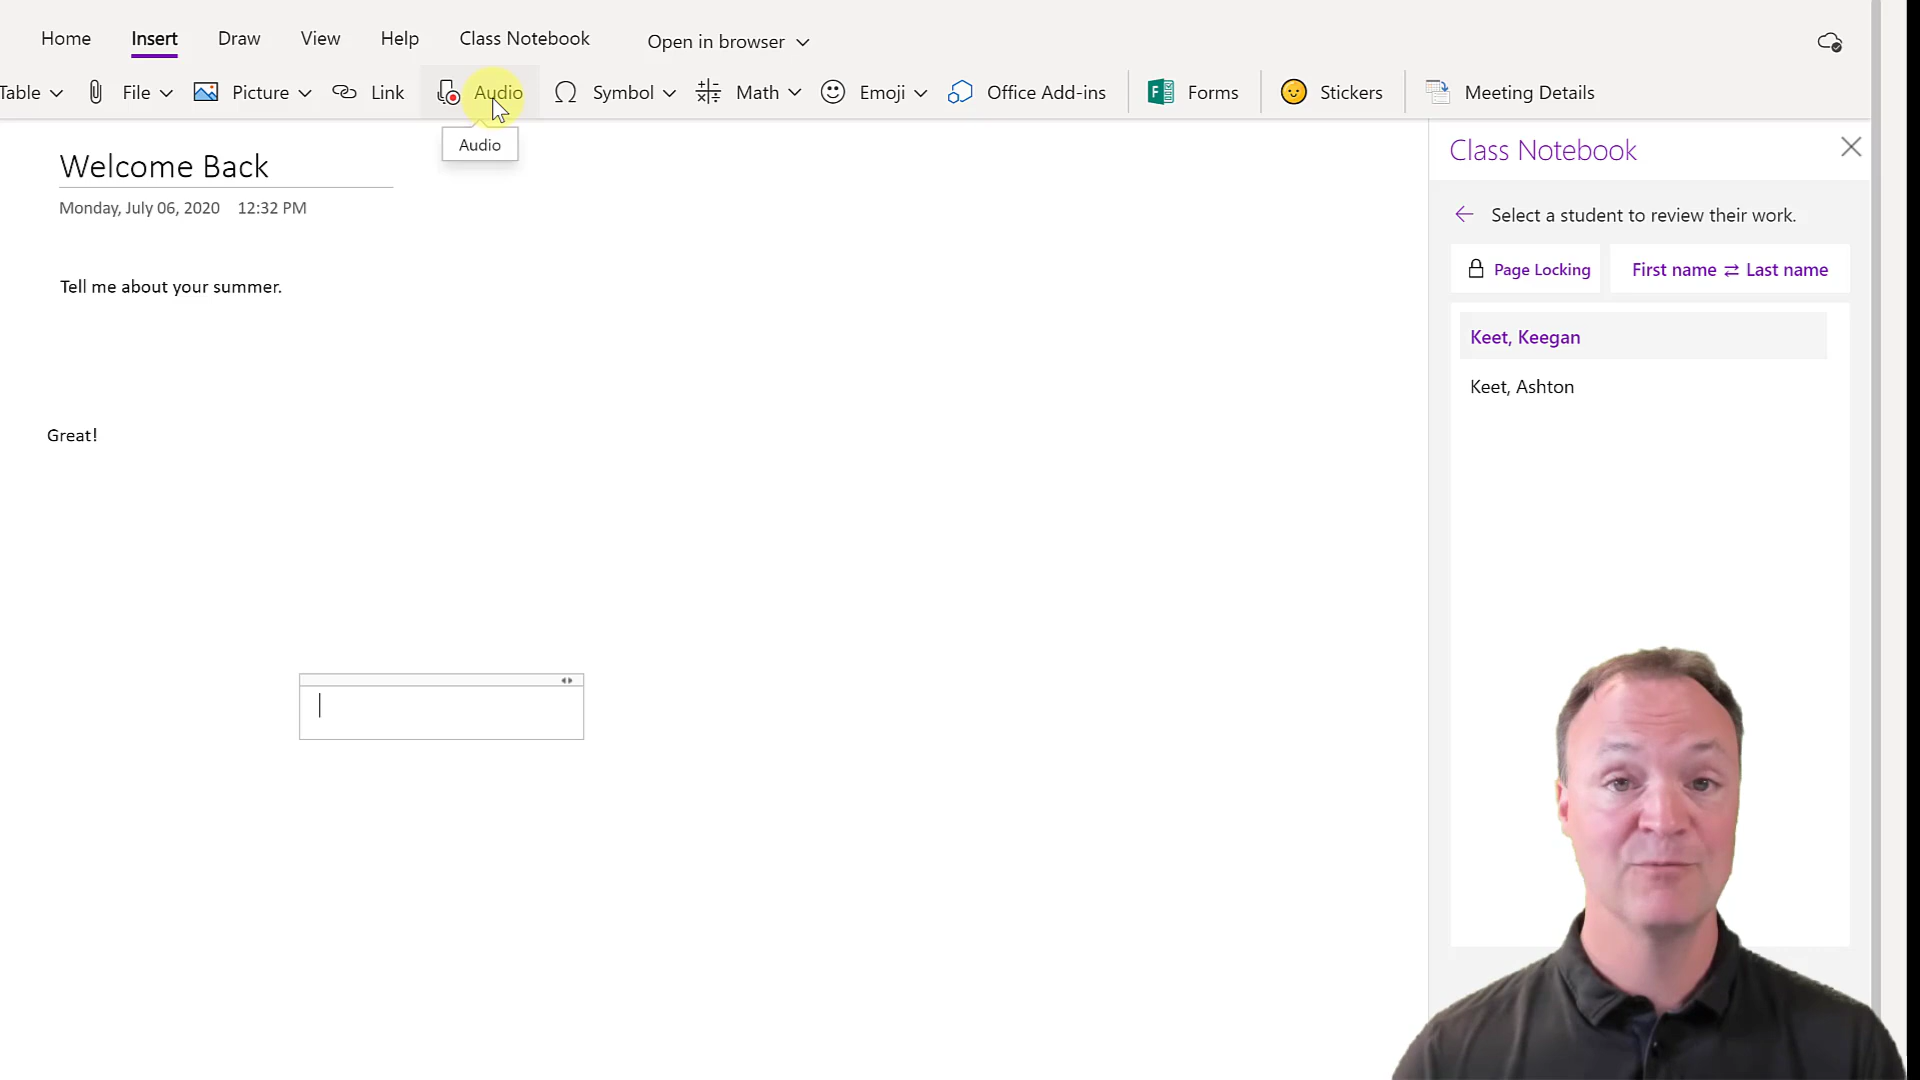 Home Insert Draw View Help Class Notebook Open in browser
Table File Picture Link Audio Symbol Math Emoji Office Add-ins Forms Stickers Meeting Details
Audio
Welcome Back
Monday, July 06, 2020 12:32 PM
Tell me about your summer.
Great!
Class Notebook
Select a student to review their work.
Page Locking First name ⇄ Last name
Keet, Keegan
Keet, Ashton